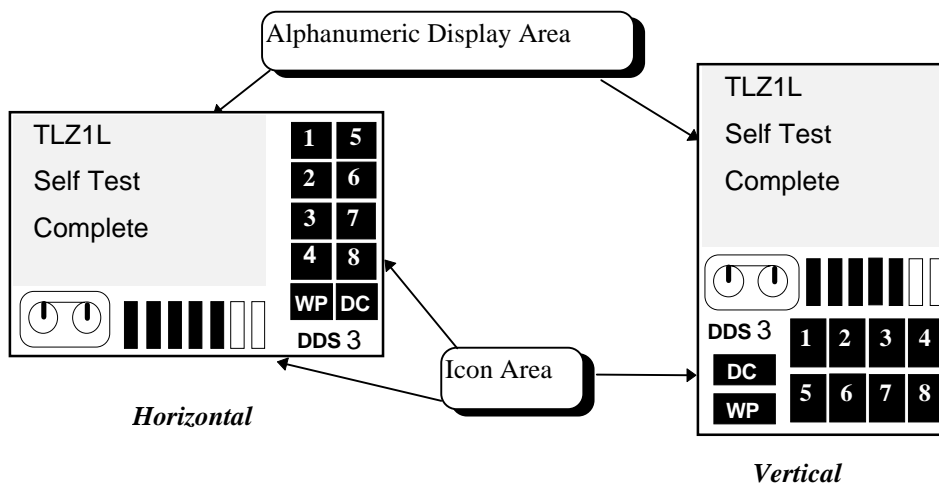 Alphanumeric Display Area
TLZ1L
Self Test
Complete
1 5
2 6
3 7
4 8
WP DC
DDS 3
Horizontal
Icon Area
TLZ1L
Self Test
Complete
DDS 3
DC
WP
1 2 3 4
5 6 7 8
Vertical